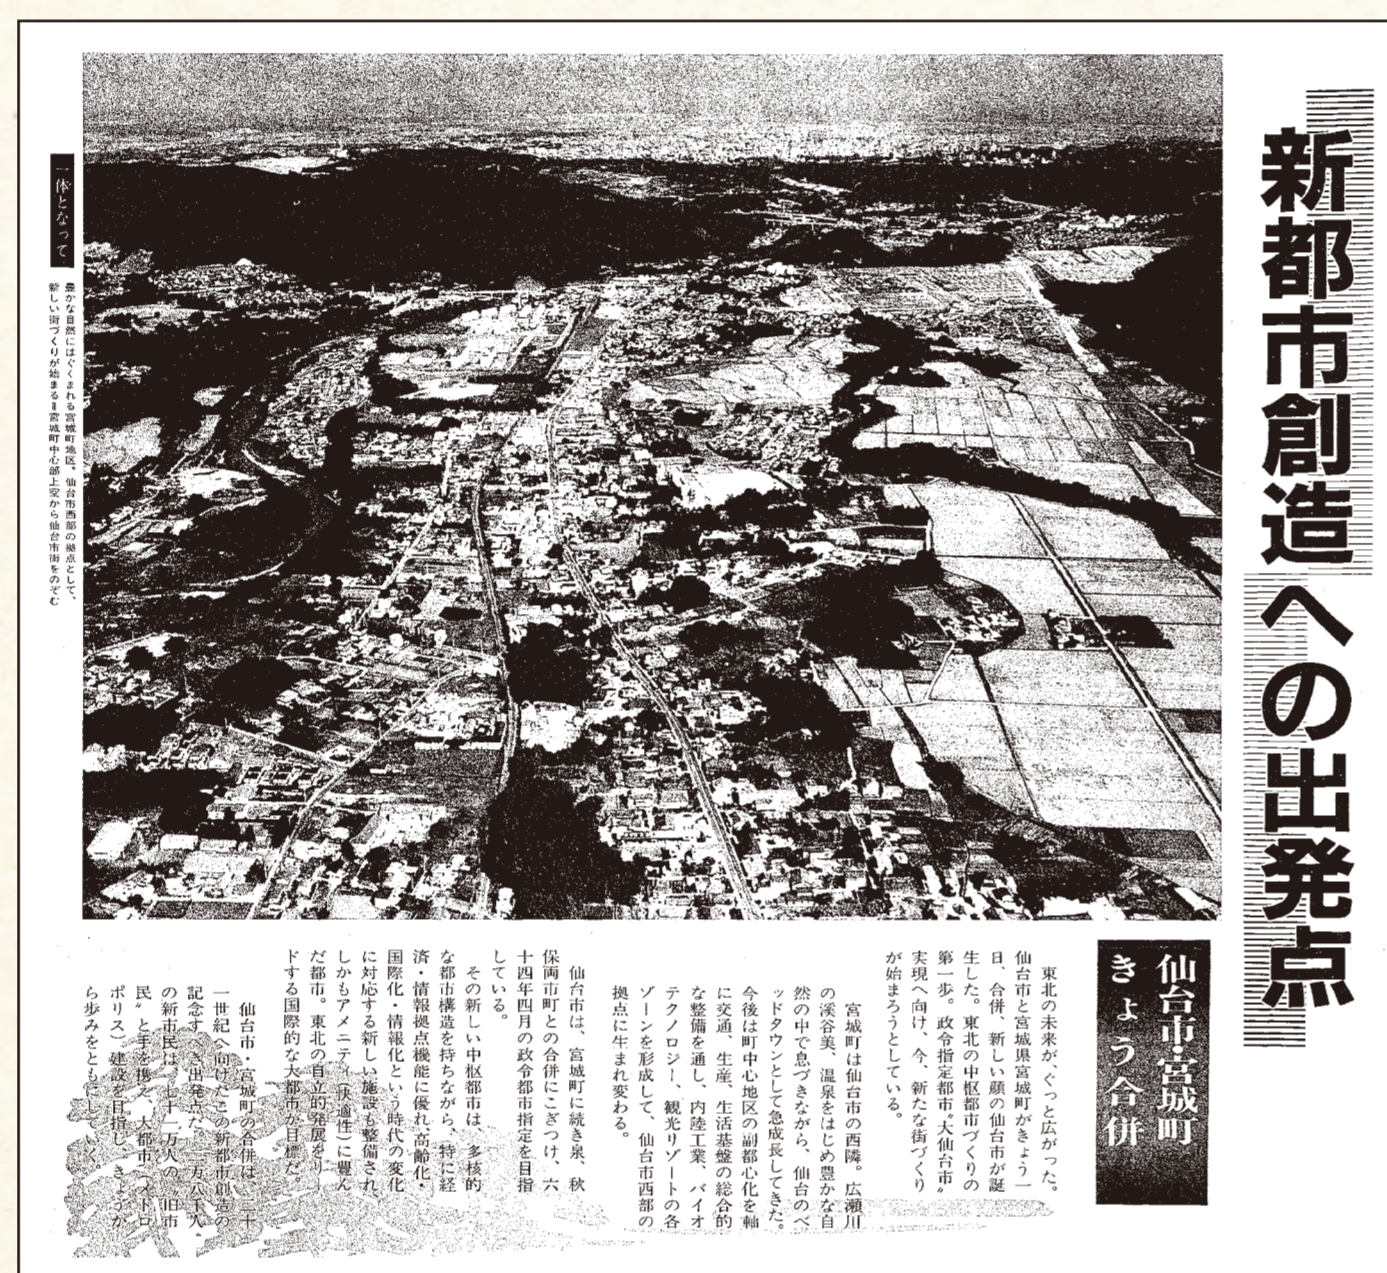 新都市創造への出発点
仙台市・宮城町
きょう合併
東北の未来が、ぐっと広がった。
仙台市と宮城県宮城町がきょう一
日、合併、新しい顔の仙台市が誕
生した。東北の中枢都市づくりの
第一歩。政令指定都市〝大仙台市〟
実現へ向け、今、新たな街づくり
が始まろうとしている。
宮城町は仙台市の西隣。広瀬川
の渓谷美、温泉をはじめ豊かな自
然の中で息づきながら、仙台のベ
ッドタウンとして急成長してきた。
今後は町中心地区の副都心化を軸
に交通、生産、生活基盤の総合的
な整備を通し、内陸工業、バイオ
テクノロジー、観光リゾートの各
ゾーンを形成して、仙台市西部の
拠点に生まれ変わる。
仙台市は、宮城町に続き泉、秋
保両市町との合併にこぎつけ、六
十四年四月の政令都市指定を目指
している。
その新しい中枢都市は、多核的
な都市構造を持ちながら、特に経
済・情報拠点機能に優れ、高齢化・
国際化・情報化という時代の変化
に対応する新しい施設も整備され、
しかもアメニティ(快適性)に豊ん
だ都市。東北の自立的発展をリー
ドする国際的な大都市が目標だ。
仙台市・宮城町の合併は、二十
一世紀へ向けたこの新都市創造の
記念すべき出発点だ。一万六千人
の新市民は、七十一万人の〝旧市
民〟と手を携え、大都市(メトロ
ポリス)建設を目指し、きょうか
ら歩みをともにしていく。
一体となって
豊かな自然にはぐくまれる宮城町地区。仙台市西部の拠点として、
新しい街づくりが始まる=宮城町中心部上空から仙台市街をのぞむ